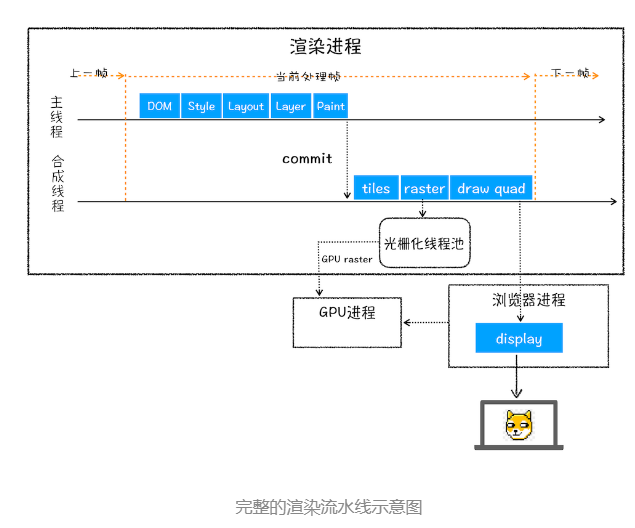 渲染进程
上一帧
当前处理帧
下一帧
主线程
DOM
Style
Layout
Layer
Paint
commit
合成线程
tiles
raster
draw quad
光栅化线程池
GPU raster
GPU进程
浏览器进程
display
完整的渲染流水线示意图